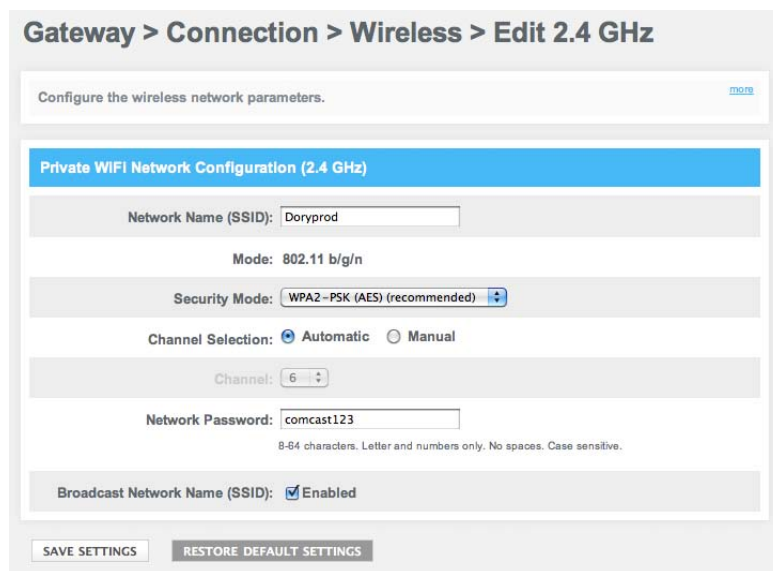 Gateway > Connection > Wireless > Edit 2.4 GHz
Configure the wireless network parameters.
more
Private WIFI Network Configuration (2.4 GHz)
Network Name (SSID): Doryprod
Mode: 802.11 b/g/n
Security Mode: WPA2-PSK (AES) (recommended)
Channel Selection: Automatic Manual
Channel: 6
Network Password: comcast123
8-64 characters. Letter and numbers only. No spaces. Case sensitive.
Broadcast Network Name (SSID): Enabled
SAVE SETTINGS RESTORE DEFAULT SETTINGS